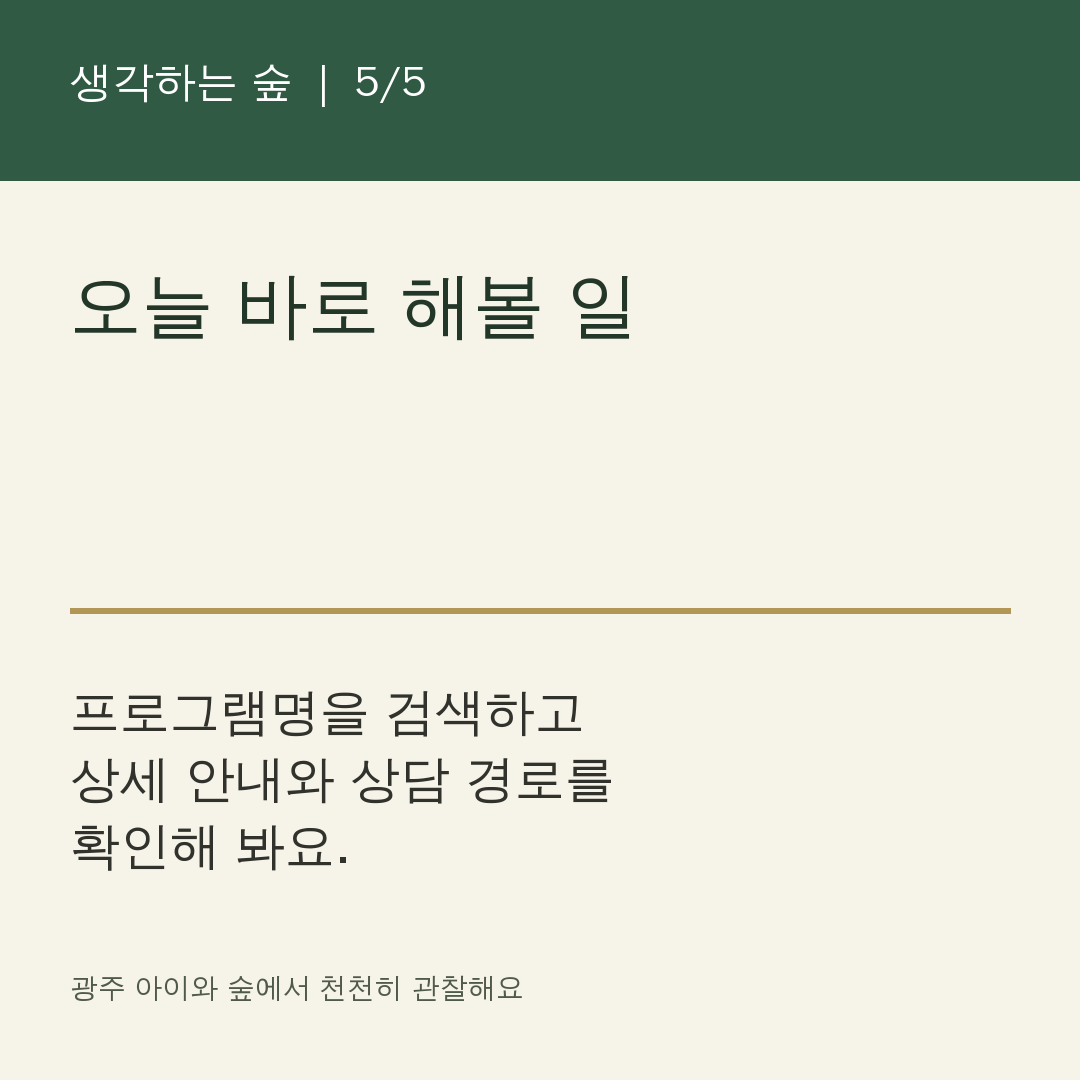 생각하는 숲 | 5/5
오늘 바로 해볼 일
프로그램명을 검색하고
상세 안내와 상담 경로를
확인해 봐요.
광주 아이와 숲에서 천천히 관찰해요